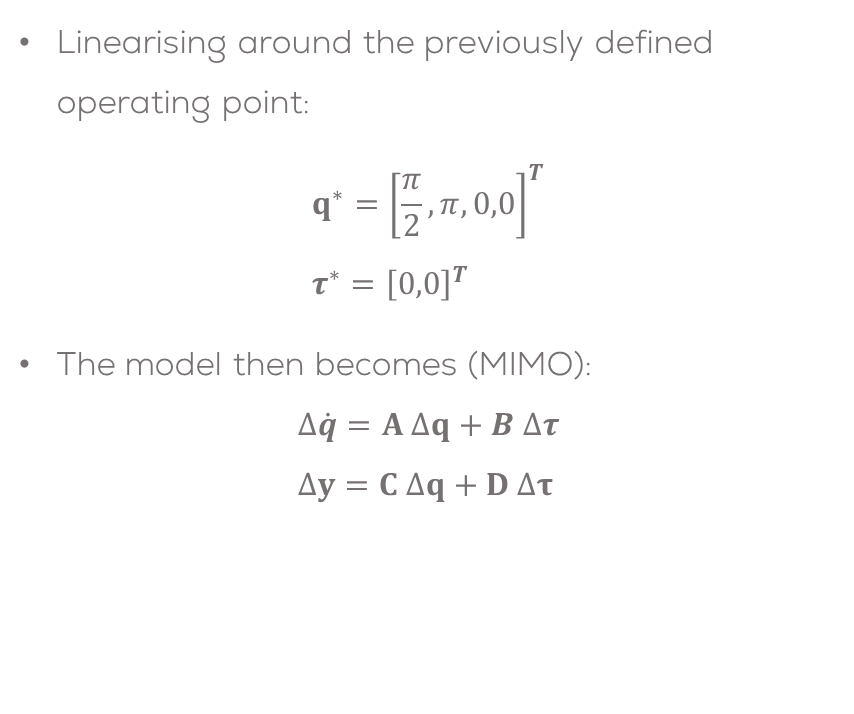 • Linearising around the previously defined
operating point:
q* = [π/2, π, 0,0]^T
τ* = [0,0]^T
• The model then becomes (MIMO):
Δq̇ = A Δq + B Δτ
Δy = C Δq + D Δτ